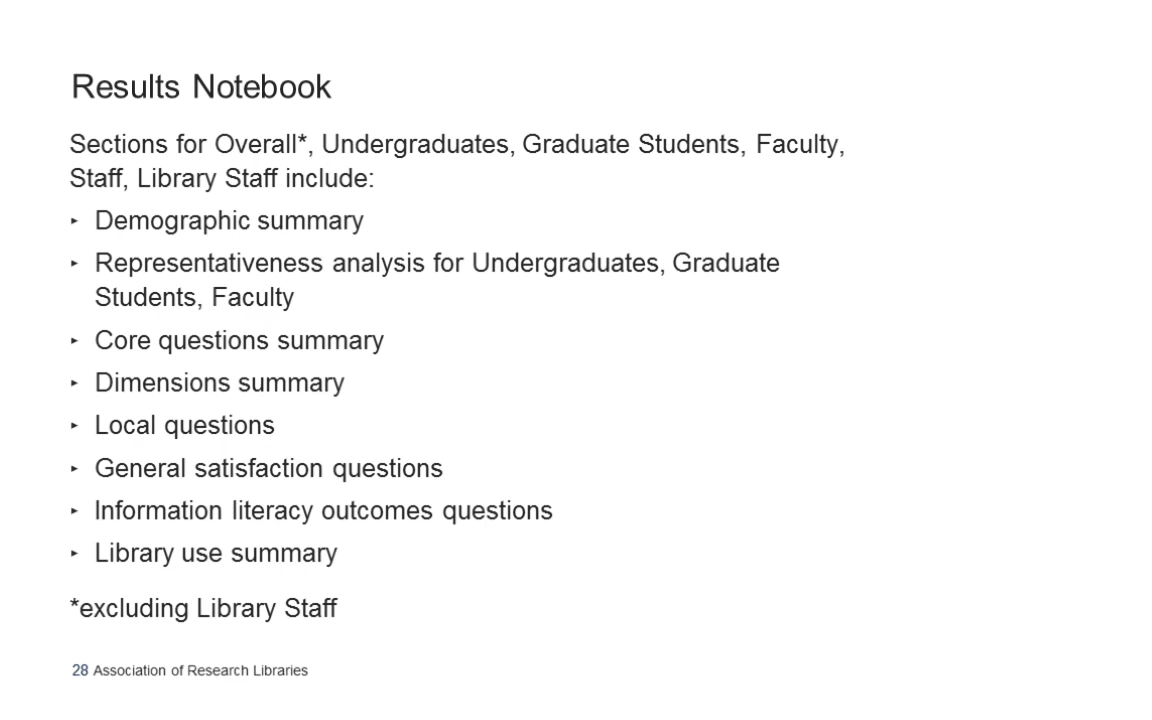 Results Notebook
Sections for Overall*, Undergraduates, Graduate Students, Faculty,
Staff, Library Staff include:
‣ Demographic summary
‣ Representativeness analysis for Undergraduates, Graduate
Students, Faculty
‣ Core questions summary
‣ Dimensions summary
‣ Local questions
‣ General satisfaction questions
‣ Information literacy outcomes questions
‣ Library use summary
*excluding Library Staff
28 Association of Research Libraries